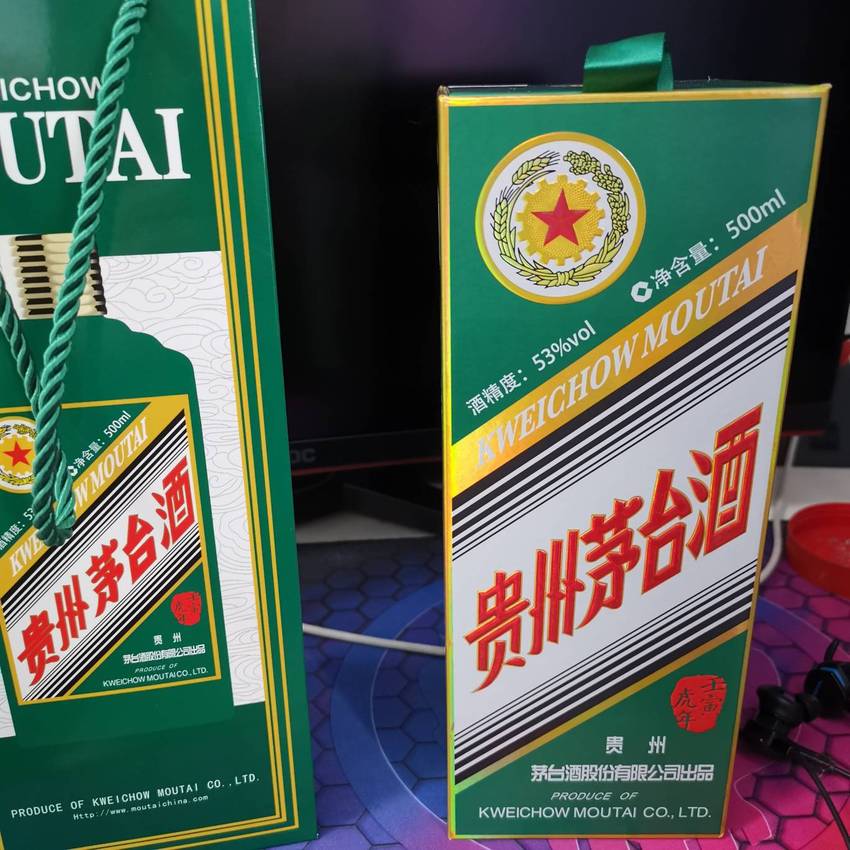 ICHOW
UTAI
净含量：500ml
KWEICHOW MOUTAI
贵州茅台酒
壬寅
虎年
贵 州
茅台酒股份有限公司出品
PRODUCE OF
KWEICHOW MOUTAI CO., LTD.
PRODUCE OF KWEICHOW MOUTAI CO., LTD.
Http://www.moutaichina.com
净含量：500ml
酒精度：53%vol
KWEICHOW MOUTAI
贵州茅台酒
壬寅
虎年
贵 州
茅台酒股份有限公司出品
PRODUCE OF
KWEICHOW MOUTAI CO., LTD.